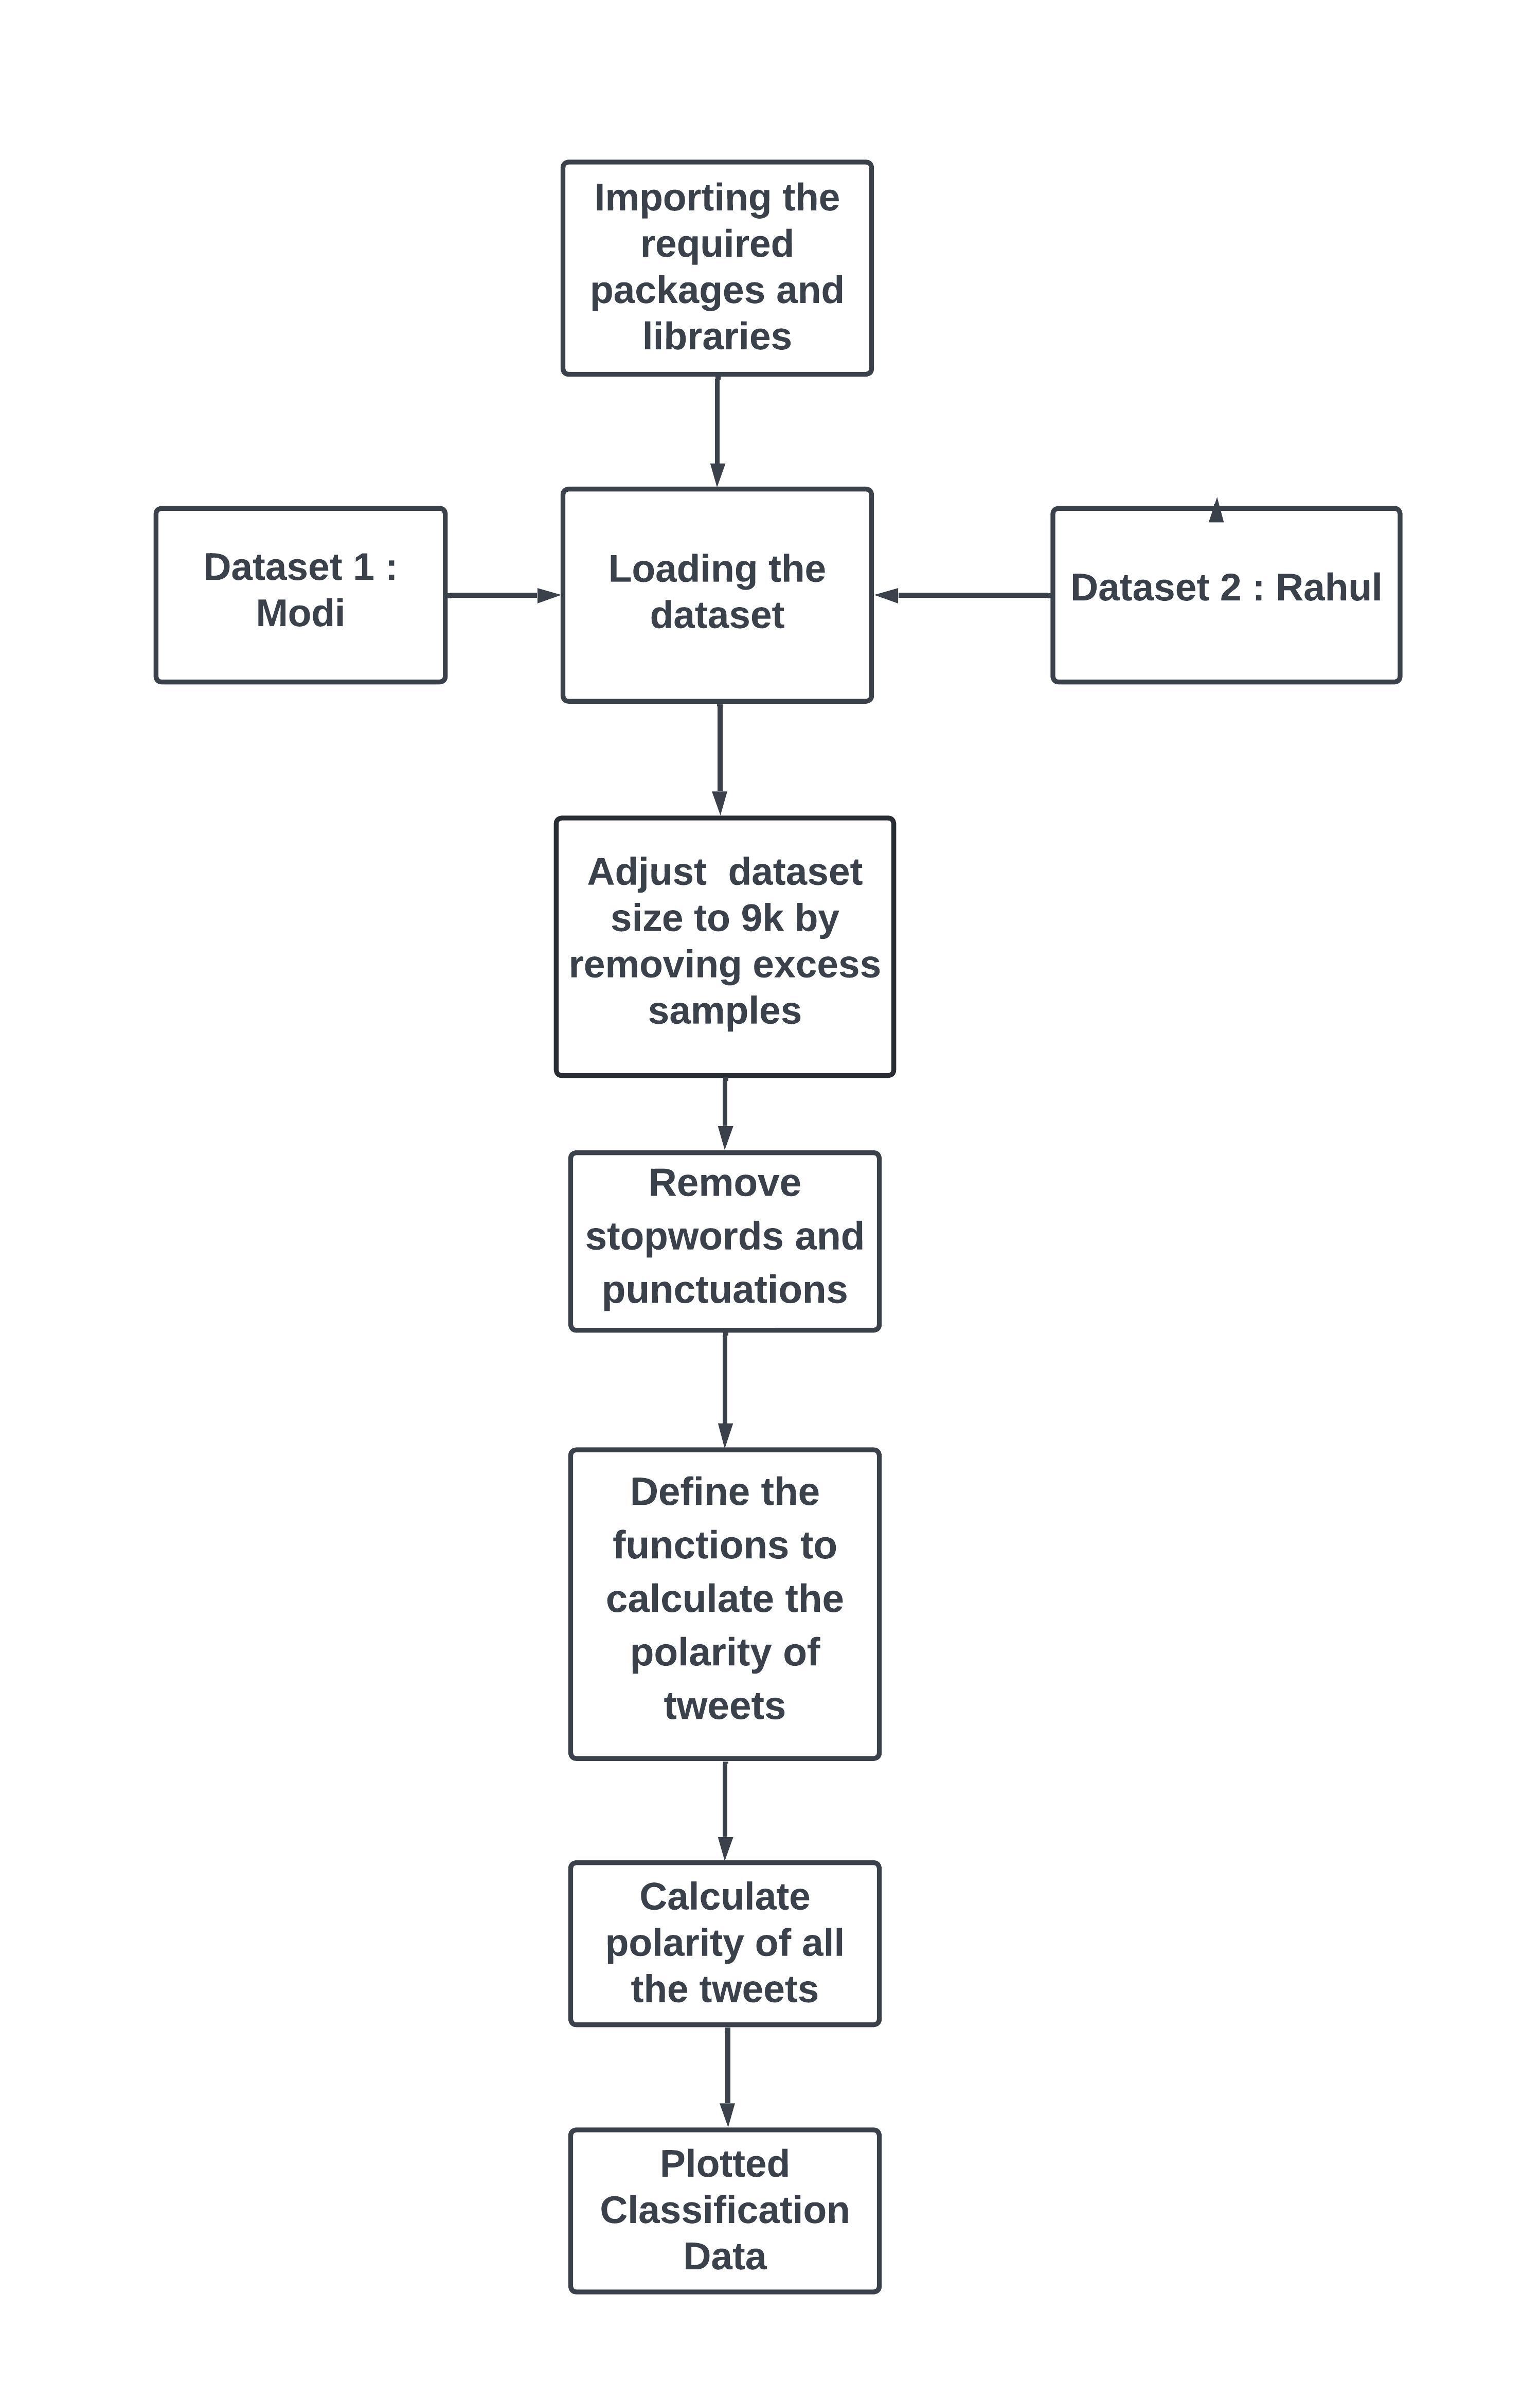 Importing the
required
packages and
libraries
Dataset 1 :
Modi
Loading the
dataset
Dataset 2 : Rahul
Adjust  dataset
size to 9k by
removing excess
samples
Remove
stopwords and
punctuations
Define the
functions to
calculate the
polarity of
tweets
Calculate
polarity of all
the tweets
Plotted
Classification
Data